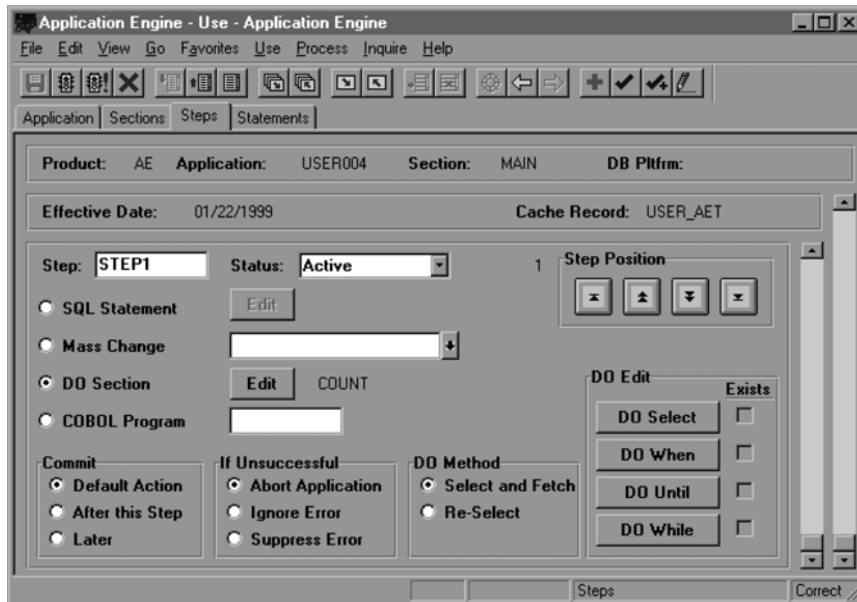 Application Engine - Use - Application Engine
File Edit View Go Favorites Use Process Inquire Help
Application Sections Steps Statements
Product: AE Application: USER004 Section: MAIN DB Pltfrm:
Effective Date: 01/22/1999 Cache Record: USER_AET
Step: STEP1 Status: Active 1 Step Position
SQL Statement Edit
Mass Change
DO Section Edit COUNT
COBOL Program
DO Edit
Exists
DO Select
DO When
DO Until
DO While
Commit
Default Action
After this Step
Later
If Unsuccessful
Abort Application
Ignore Error
Suppress Error
DO Method
Select and Fetch
Re-Select
Steps Correct